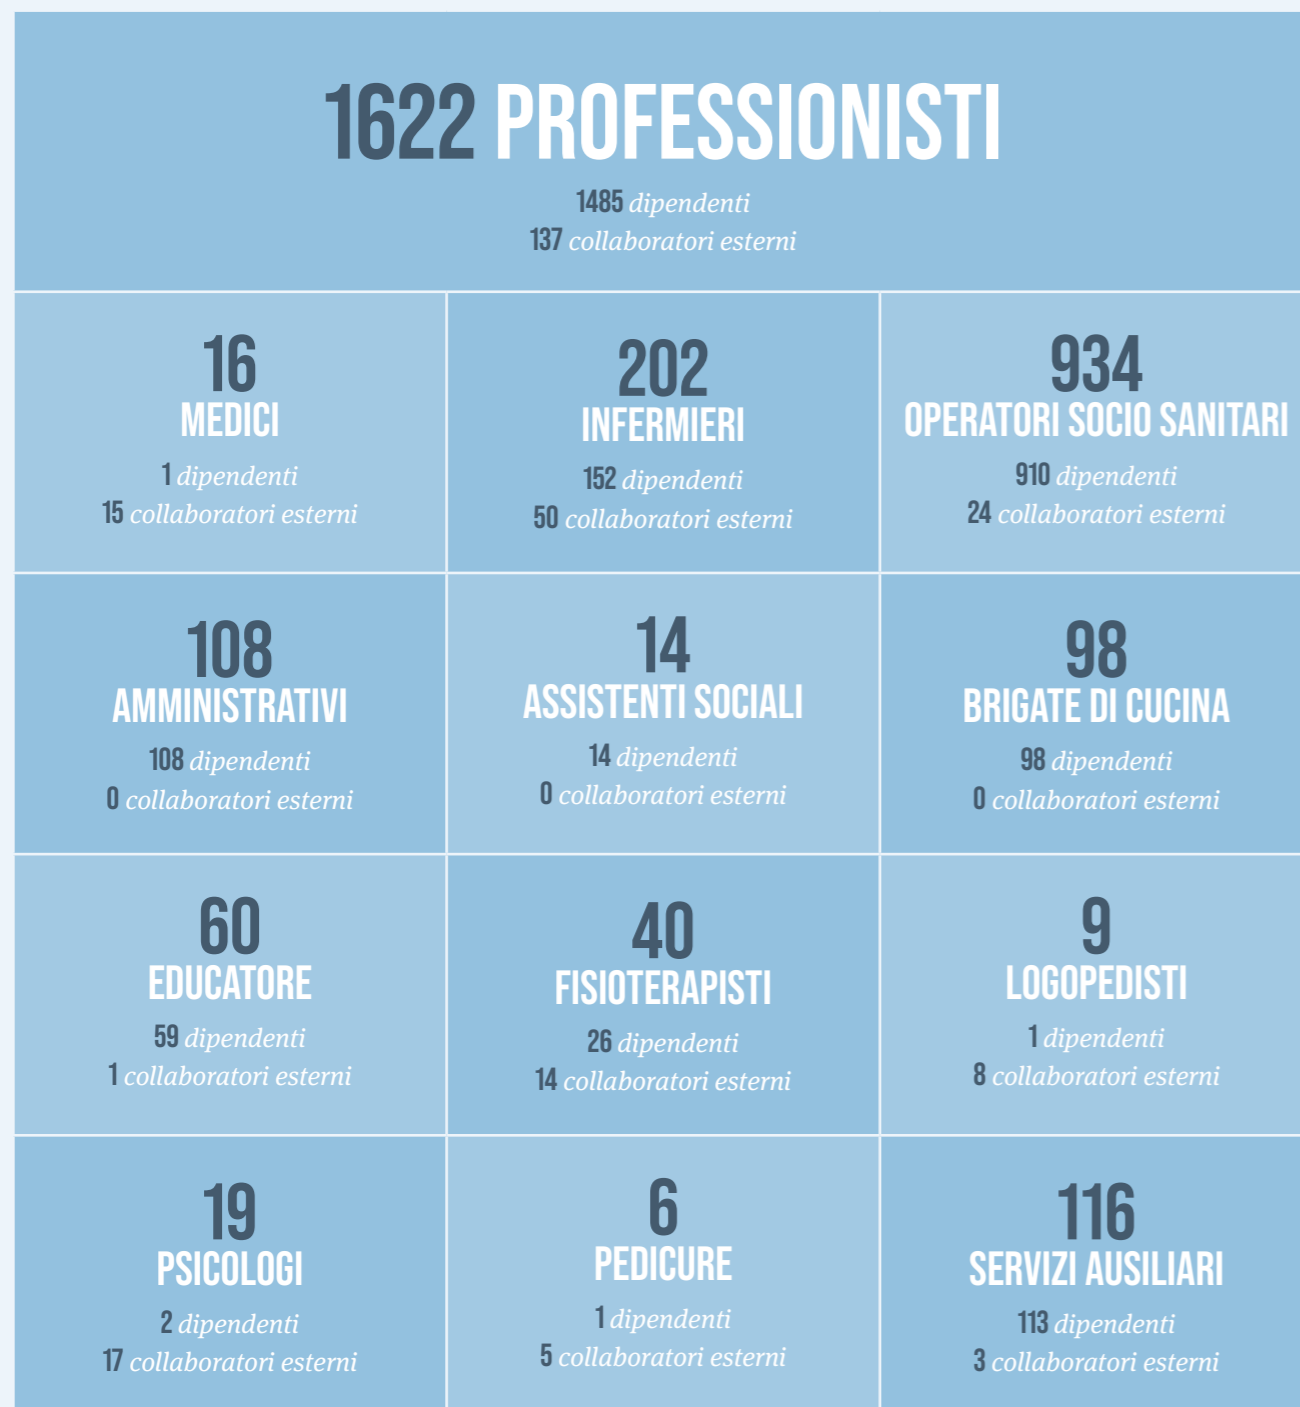 1622 PROFESSIONISTI
1485 dipendenti
137 collaboratori esterni
16
MEDICI
1 dipendenti
15 collaboratori esterni
202
INFERMIERI
152 dipendenti
50 collaboratori esterni
934
OPERATORI SOCIO SANITARI
910 dipendenti
24 collaboratori esterni
108
AMMINISTRATIVI
108 dipendenti
0 collaboratori esterni
14
ASSISTENTI SOCIALI
14 dipendenti
0 collaboratori esterni
98
BRIGATE DI CUCINA
98 dipendenti
0 collaboratori esterni
60
EDUCATORE
59 dipendenti
1 collaboratori esterni
40
FISIOTERAPISTI
26 dipendenti
14 collaboratori esterni
9
LOGOPEDISTI
1 dipendenti
8 collaboratori esterni
19
PSICOLOGI
2 dipendenti
17 collaboratori esterni
6
PEDICURE
1 dipendenti
5 collaboratori esterni
116
SERVIZI AUSILIARI
113 dipendenti
3 collaboratori esterni